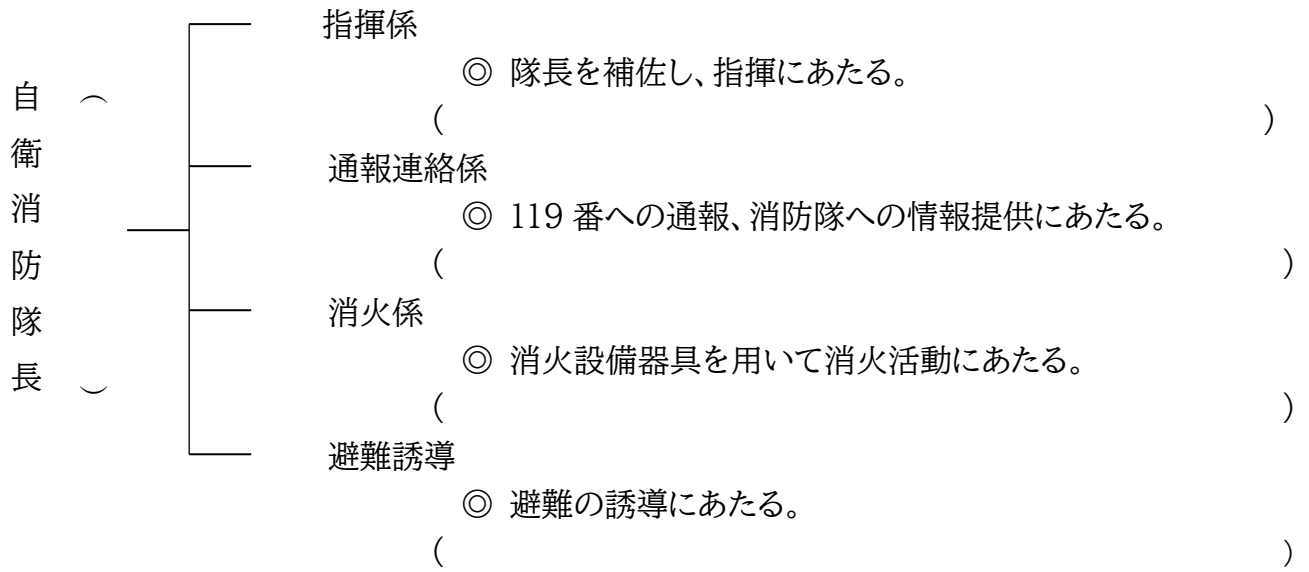 自衛消防隊長
（　　　）
指揮係
◎ 隊長を補佐し、指揮にあたる。
(　　　)
通報連絡係
◎ 119 番への通報、消防隊への情報提供にあたる。
(　　　)
消火係
◎ 消火設備器具を用いて消火活動にあたる。
(　　　)
避難誘導
◎ 避難の誘導にあたる。
(　　　)